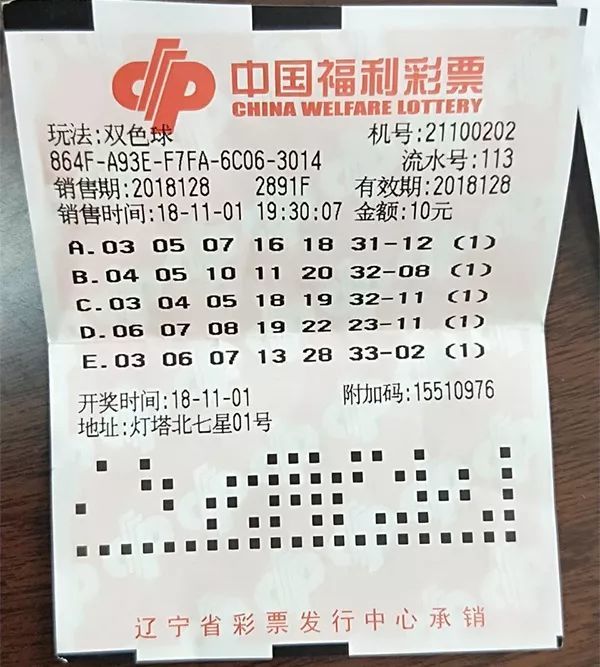 中国福利彩票
CHINA WELFARE LOTTERY
玩法:双色球 机号:21100202
864F-A93E-F7FA-6C06-3014 流水号:113
销售期:2018128 2891F 有效期:2018128
销售时间:18-11-01 19:30:07 金额:10元
A.03 05 07 16 18 31-12 (1)
B.04 05 10 11 20 32-08 (1)
C.03 04 05 18 19 32-11 (1)
D.06 07 08 19 22 23-11 (1)
E.03 06 07 13 28 33-02 (1)
开奖时间:18-11-01 附加码:15510976
地址:灯塔北七星01号
辽宁省彩票发行中心承销